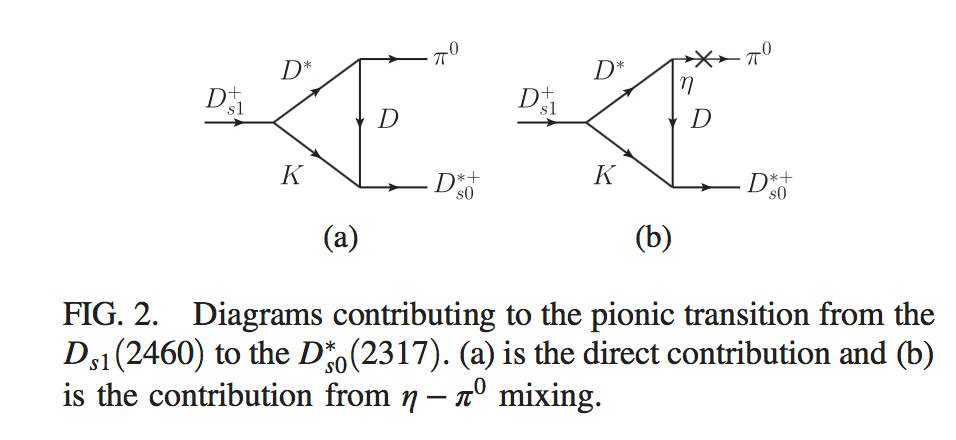 D* π⁰ D* π⁰
D⁺ₛ₁ D⁺ₛ₁ η
D D
K K
D*⁺ₛ₀ D*⁺ₛ₀
(a) (b)
FIG. 2. Diagrams contributing to the pionic transition from the
Dₛ₁(2460) to the D*ₛ₀(2317). (a) is the direct contribution and (b)
is the contribution from η − π⁰ mixing.